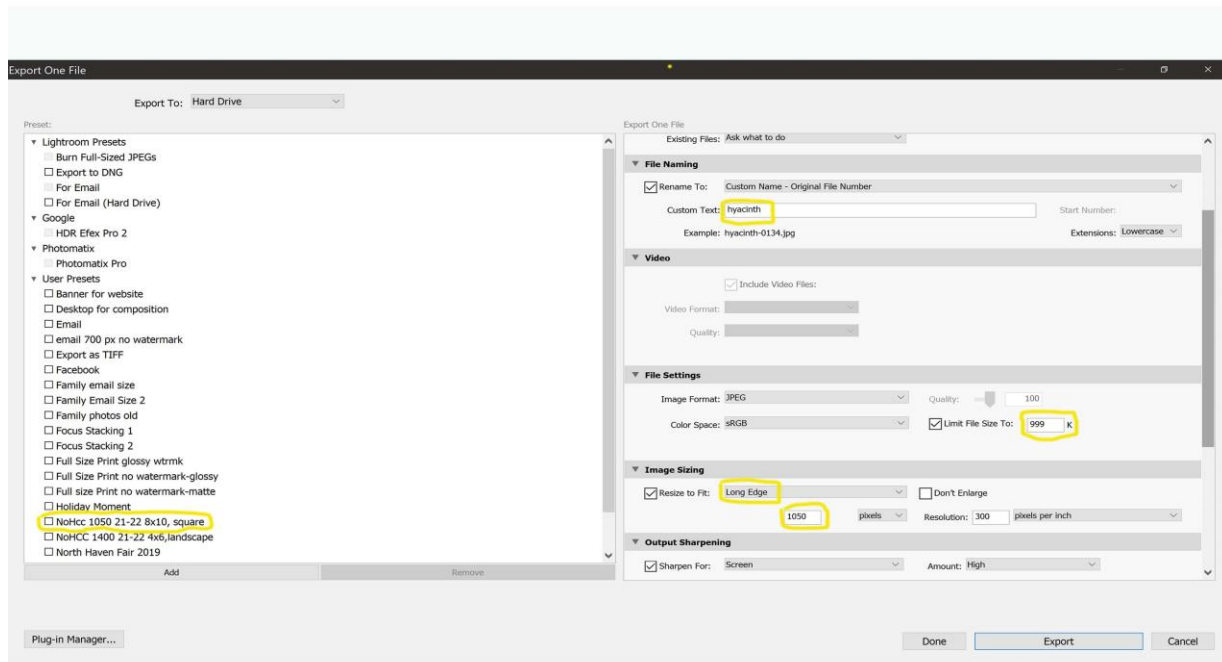 Export One File
Export To: Hard Drive
Preset:
Lightroom Presets
Burn Full-Sized JPEGs
Export to DNG
For Email
For Email (Hard Drive)
Google
HDR Efex Pro 2
Photomatix
Photomatix Pro
User Presets
Banner for website
Desktop for composition
Email
email 700 px no watermark
Export as TIFF
Facebook
Family email size
Family Email Size 2
Family photos old
Focus Stacking 1
Focus Stacking 2
Full Size Print glossy wtrmk
Full Size Print no watermark-glossy
Full size Print no watermark-matte
Holiday Moment
NoHcc 1050 21-22 8x10, square
NoHCC 1400 21-22 4x6,landscape
North Haven Fair 2019
Add Remove
Export One File
Existing Files: Ask what to do
File Naming
Rename To: Custom Name - Original File Number
Custom Text: hyacinth Start Number:
Example: hyacinth-0134.jpg Extensions: Lowercase
Video
Include Video Files:
Video Format:
Quality:
File Settings
Image Format: JPEG Quality: 100
Color Space: sRGB Limit File Size To: 999 K
Image Sizing
Resize to Fit: Long Edge Don't Enlarge
1050 pixels Resolution: 300 pixels per inch
Output Sharpening
Sharpen For: Screen Amount: High
Plug-in Manager... Done Export Cancel